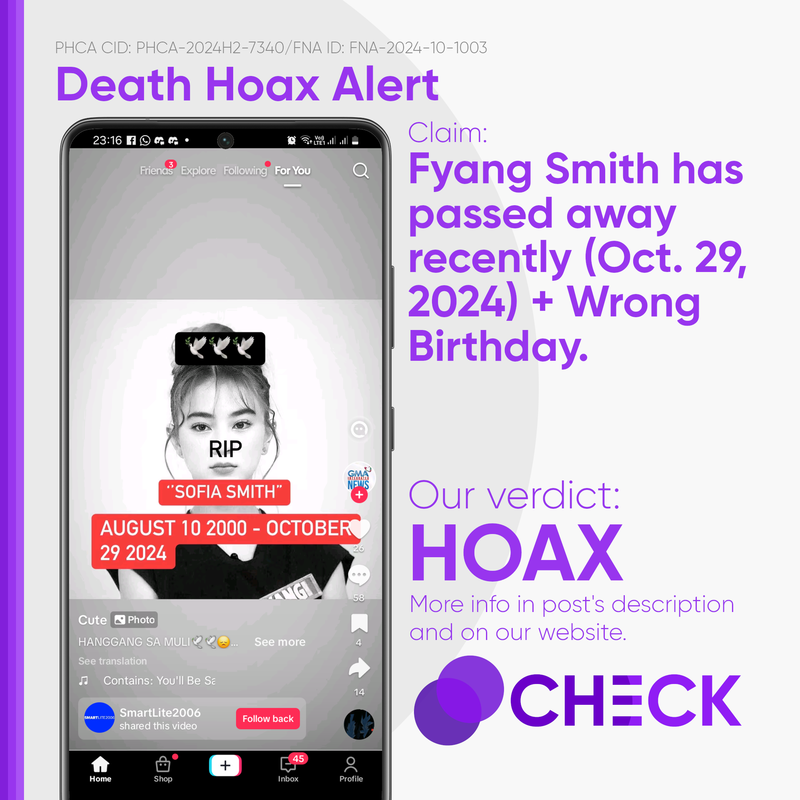 PHCA CID: PHCA-2024H2-7340/FNA ID: FNA-2024-10-1003
Death Hoax Alert
23:16
VoO
LTE1
3
Friends Explore Following For You
RIP
"SOFIA SMITH"
AUGUST 10 2000 - OCTOBER
29 2024
GMA
NEWS
26
58
4
14
Cute Photo
HANGGANG SA MULI🕊️🕊️😔... See more
See translation
Contains: You'll Be Sa
SMARTLITE2006
SmartLite2006
shared this video
Follow back
45
Home Shop Inbox Profile
Claim:
Fyang Smith has
passed away
recently (Oct. 29,
2024) + Wrong
Birthday.
Our verdict:
HOAX
More info in post's description
and on our website.
CHECK